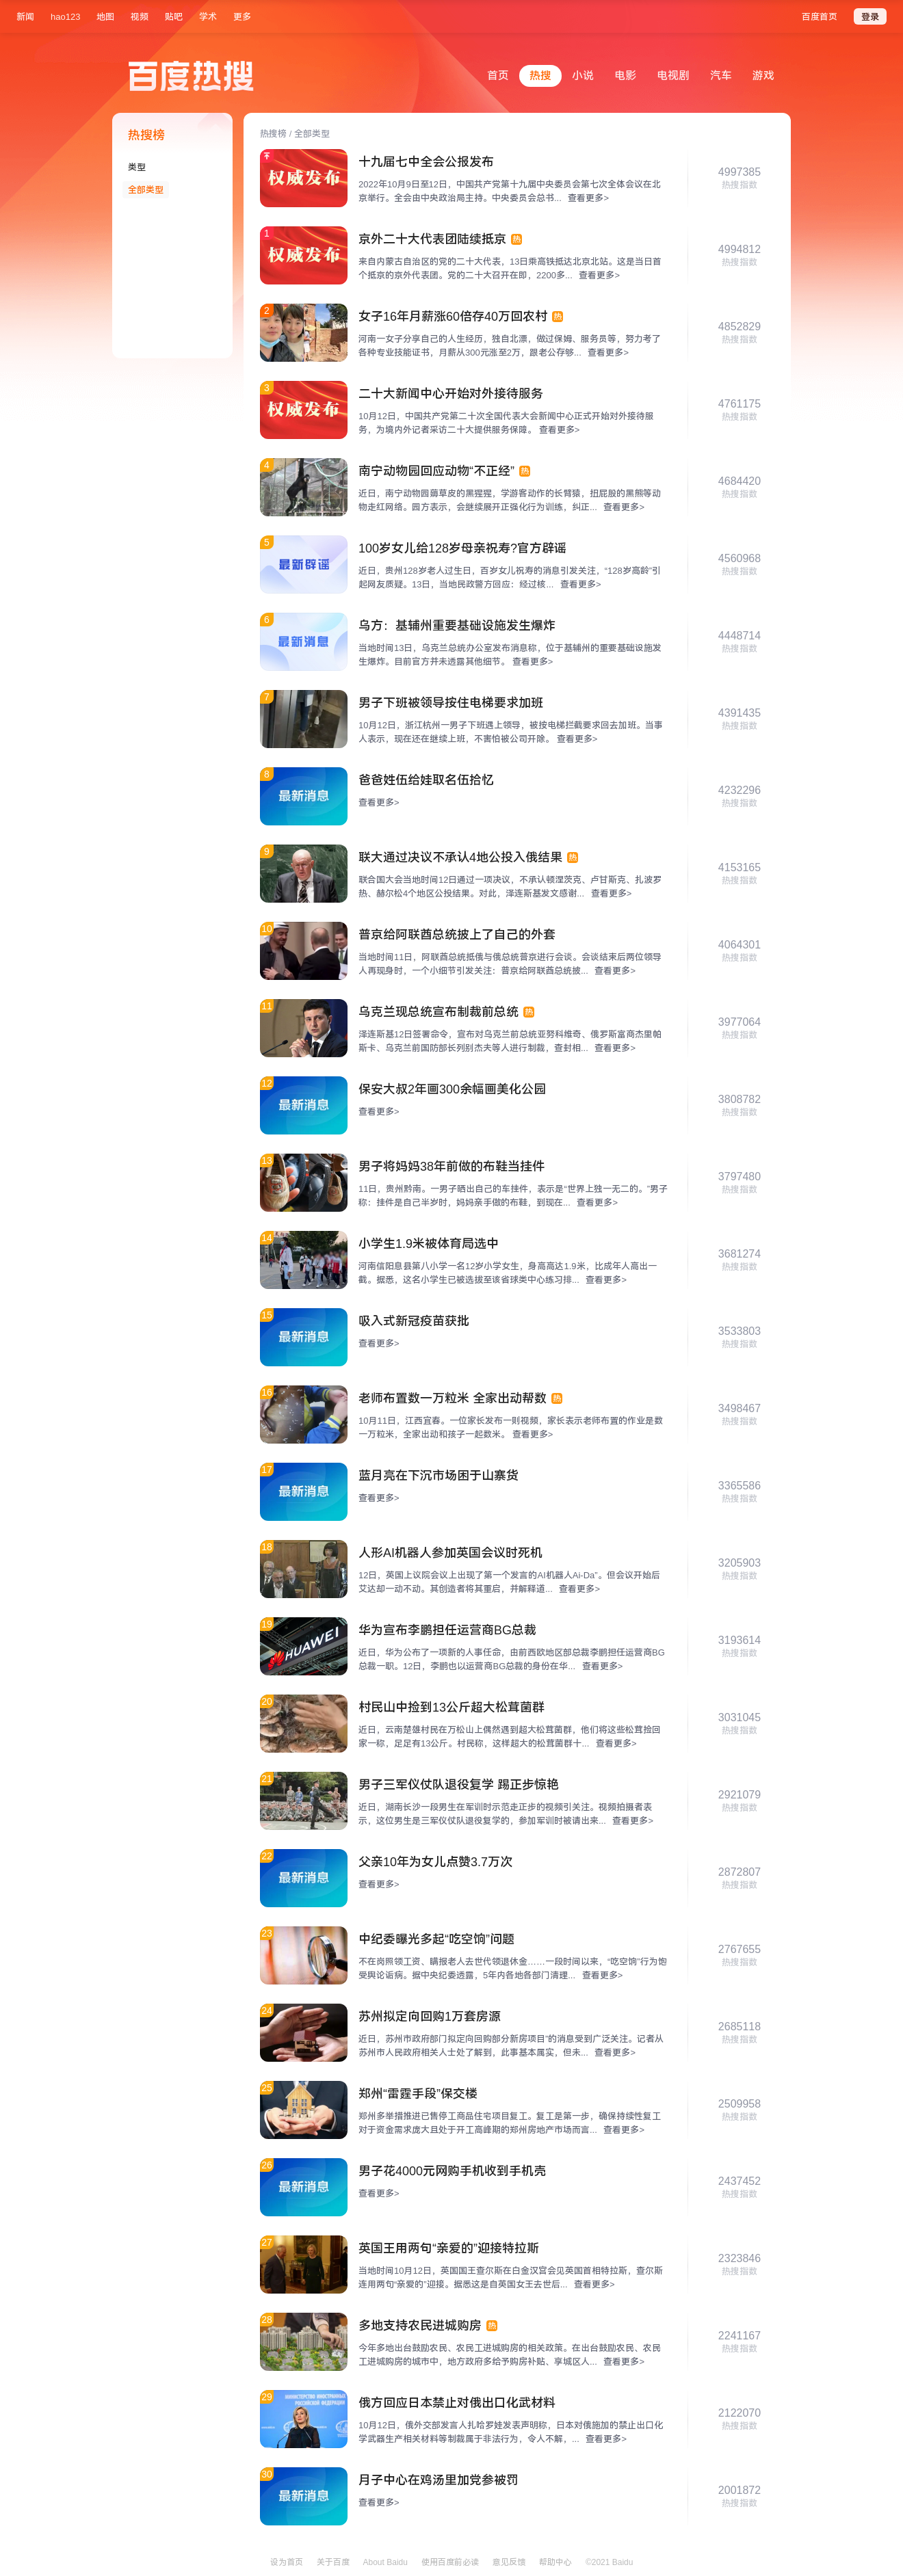 新闻 hao123 地图 视频 贴吧 学术 更多 百度首页 登录
百度热搜
首页 热搜 小说 电影 电视剧 汽车 游戏
热搜榜
类型
全部类型
热搜榜 / 全部类型
权威发布
十九届七中全会公报发布
2022年10月9日至12日，中国共产党第十九届中央委员会第七次全体会议在北
京举行。全会由中央政治局主持。中央委员会总书... 查看更多>
4997385
热搜指数
1
权威发布
京外二十大代表团陆续抵京 热
来自内蒙古自治区的党的二十大代表，13日乘高铁抵达北京北站。这是当日首
个抵京的京外代表团。党的二十大召开在即，2200多... 查看更多>
4994812
热搜指数
2
女子16年月薪涨60倍存40万回农村 热
河南一女子分享自己的人生经历，独自北漂，做过保姆、服务员等，努力考了
各种专业技能证书，月薪从300元涨至2万，跟老公存够... 查看更多>
4852829
热搜指数
3
权威发布
二十大新闻中心开始对外接待服务
10月12日，中国共产党第二十次全国代表大会新闻中心正式开始对外接待服
务，为境内外记者采访二十大提供服务保障。 查看更多>
4761175
热搜指数
4
南宁动物园回应动物“不正经” 热
近日，南宁动物园薅草皮的黑猩猩，学游客动作的长臂猿，扭屁股的黑熊等动
物走红网络。园方表示，会继续展开正强化行为训练，纠正... 查看更多>
4684420
热搜指数
5
最新辟谣
100岁女儿给128岁母亲祝寿?官方辟谣
近日，贵州128岁老人过生日，百岁女儿祝寿的消息引发关注，“128岁高龄”引
起网友质疑。13日，当地民政警方回应：经过核... 查看更多>
4560968
热搜指数
6
最新消息
乌方：基辅州重要基础设施发生爆炸
当地时间13日，乌克兰总统办公室发布消息称，位于基辅州的重要基础设施发
生爆炸。目前官方并未透露其他细节。 查看更多>
4448714
热搜指数
7
男子下班被领导按住电梯要求加班
10月12日，浙江杭州一男子下班遇上领导，被按电梯拦截要求回去加班。当事
人表示，现在还在继续上班，不害怕被公司开除。 查看更多>
4391435
热搜指数
8
最新消息
爸爸姓伍给娃取名伍拾忆
查看更多>
4232296
热搜指数
9
联大通过决议不承认4地公投入俄结果 热
联合国大会当地时间12日通过一项决议，不承认顿涅茨克、卢甘斯克、扎波罗
热、赫尔松4个地区公投结果。对此，泽连斯基发文感谢... 查看更多>
4153165
热搜指数
10
普京给阿联酋总统披上了自己的外套
当地时间11日，阿联酋总统抵俄与俄总统普京进行会谈。会谈结束后两位领导
人再现身时，一个小细节引发关注：普京给阿联酋总统披... 查看更多>
4064301
热搜指数
11
乌克兰现总统宣布制裁前总统 热
泽连斯基12日签署命令，宣布对乌克兰前总统亚努科维奇、俄罗斯富商杰里帕
斯卡、乌克兰前国防部长列别杰夫等人进行制裁，查封相... 查看更多>
3977064
热搜指数
12
最新消息
保安大叔2年画300余幅画美化公园
查看更多>
3808782
热搜指数
13
男子将妈妈38年前做的布鞋当挂件
11日，贵州黔南。一男子晒出自己的车挂件，表示是“世界上独一无二的。”男子
称：挂件是自己半岁时，妈妈亲手做的布鞋，到现在... 查看更多>
3797480
热搜指数
14
小学生1.9米被体育局选中
河南信阳息县第八小学一名12岁小学女生，身高高达1.9米，比成年人高出一
截。据悉，这名小学生已被选拔至该省球类中心练习排... 查看更多>
3681274
热搜指数
15
最新消息
吸入式新冠疫苗获批
查看更多>
3533803
热搜指数
16
老师布置数一万粒米 全家出动帮数 热
10月11日，江西宜春。一位家长发布一则视频，家长表示老师布置的作业是数
一万粒米，全家出动和孩子一起数米。 查看更多>
3498467
热搜指数
17
最新消息
蓝月亮在下沉市场困于山寨货
查看更多>
3365586
热搜指数
18
人形AI机器人参加英国会议时死机
12日，英国上议院会议上出现了第一个发言的AI机器人Ai-Da”。但会议开始后
艾达却一动不动。其创造者将其重启，并解释道... 查看更多>
3205903
热搜指数
19
HUAWEI
华为宣布李鹏担任运营商BG总裁
近日，华为公布了一项新的人事任命，由前西欧地区部总裁李鹏担任运营商BG
总裁一职。12日，李鹏也以运营商BG总裁的身份在华... 查看更多>
3193614
热搜指数
20
村民山中捡到13公斤超大松茸菌群
近日，云南楚雄村民在万松山上偶然遇到超大松茸菌群，他们将这些松茸捡回
家一称，足足有13公斤。村民称，这样超大的松茸菌群十... 查看更多>
3031045
热搜指数
21
男子三军仪仗队退役复学 踢正步惊艳
近日，湖南长沙一段男生在军训时示范走正步的视频引关注。视频拍摄者表
示，这位男生是三军仪仗队退役复学的，参加军训时被请出来... 查看更多>
2921079
热搜指数
22
最新消息
父亲10年为女儿点赞3.7万次
查看更多>
2872807
热搜指数
23
中纪委曝光多起“吃空饷”问题
不在岗照领工资、瞒报老人去世代领退休金……一段时间以来，“吃空饷”行为饱
受舆论诟病。据中央纪委透露，5年内各地各部门清理... 查看更多>
2767655
热搜指数
24
苏州拟定向回购1万套房源
近日，苏州市政府部门拟定向回购部分新房项目”的消息受到广泛关注。记者从
苏州市人民政府相关人士处了解到，此事基本属实，但未... 查看更多>
2685118
热搜指数
25
郑州“雷霆手段”保交楼
郑州多举措推进已售停工商品住宅项目复工。复工是第一步，确保持续性复工
对于资金需求庞大且处于开工高峰期的郑州房地产市场而言... 查看更多>
2509958
热搜指数
26
最新消息
男子花4000元网购手机收到手机壳
查看更多>
2437452
热搜指数
27
英国王用两句“亲爱的”迎接特拉斯
当地时间10月12日，英国国王查尔斯在白金汉宫会见英国首相特拉斯，查尔斯
连用两句“亲爱的”迎接。据悉这是自英国女王去世后... 查看更多>
2323846
热搜指数
28
多地支持农民进城购房 热
今年多地出台鼓励农民、农民工进城购房的相关政策。在出台鼓励农民、农民
工进城购房的城市中，地方政府多给予购房补贴、享城区人... 查看更多>
2241167
热搜指数
29
俄方回应日本禁止对俄出口化武材料
10月12日，俄外交部发言人扎哈罗娃发表声明称，日本对俄施加的禁止出口化
学武器生产相关材料等制裁属于非法行为，令人不解，... 查看更多>
2122070
热搜指数
30
最新消息
月子中心在鸡汤里加党参被罚
查看更多>
2001872
热搜指数
设为首页 关于百度 About Baidu 使用百度前必读 意见反馈 帮助中心 ©2021 Baidu